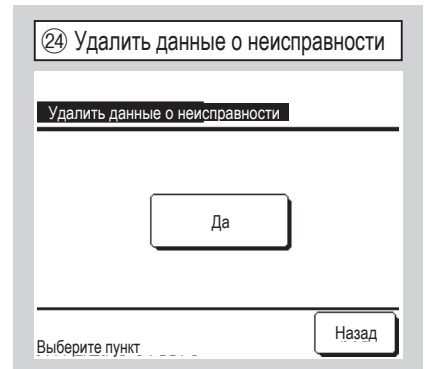 ㉔ Удалить данные о неисправности
Удалить данные о неисправности
Да
Назад
Выберите пункт